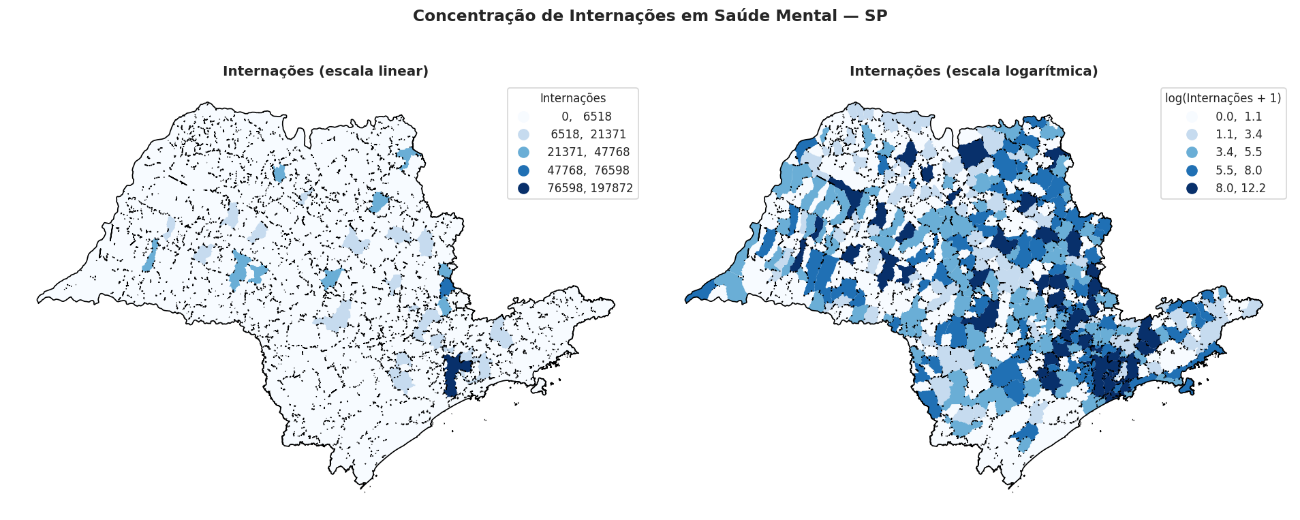 Concentração de Internações em Saúde Mental — SP
Internações (escala linear)
Internações
0, 6518
6518, 21371
21371, 47768
47768, 76598
76598, 197872
Internações (escala logarítmica)
log(Internações + 1)
0.0, 1.1
1.1, 3.4
3.4, 5.5
5.5, 8.0
8.0, 12.2